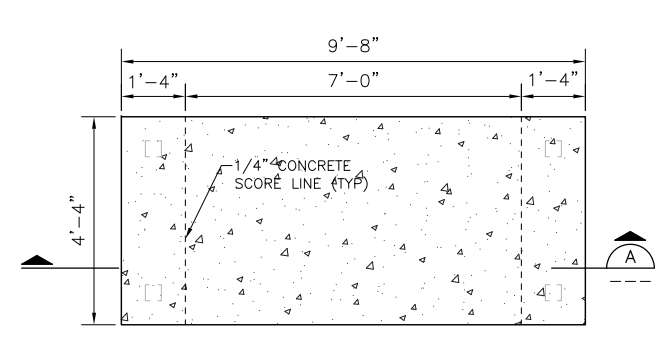 9'-8"
1'-4"
7'-0"
1'-4"
1/4" CONCRETE
SCORE LINE (TYP)
4'-4"
A